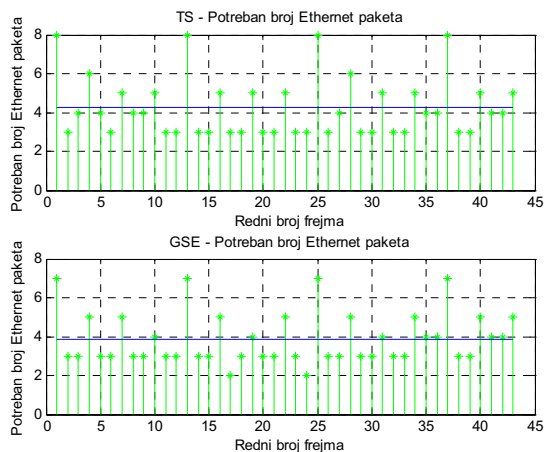 TS - Potreban broj Ethernet paketa
Potreban broj Ethernet paketa
8
6
4
2
0
0 5 10 15 20 25 30 35 40 45
Redni broj frejma
GSE - Potreban broj Ethernet paketa
Potreban broj Ethernet paketa
8
6
4
2
0
0 5 10 15 20 25 30 35 40 45
Redni broj frejma